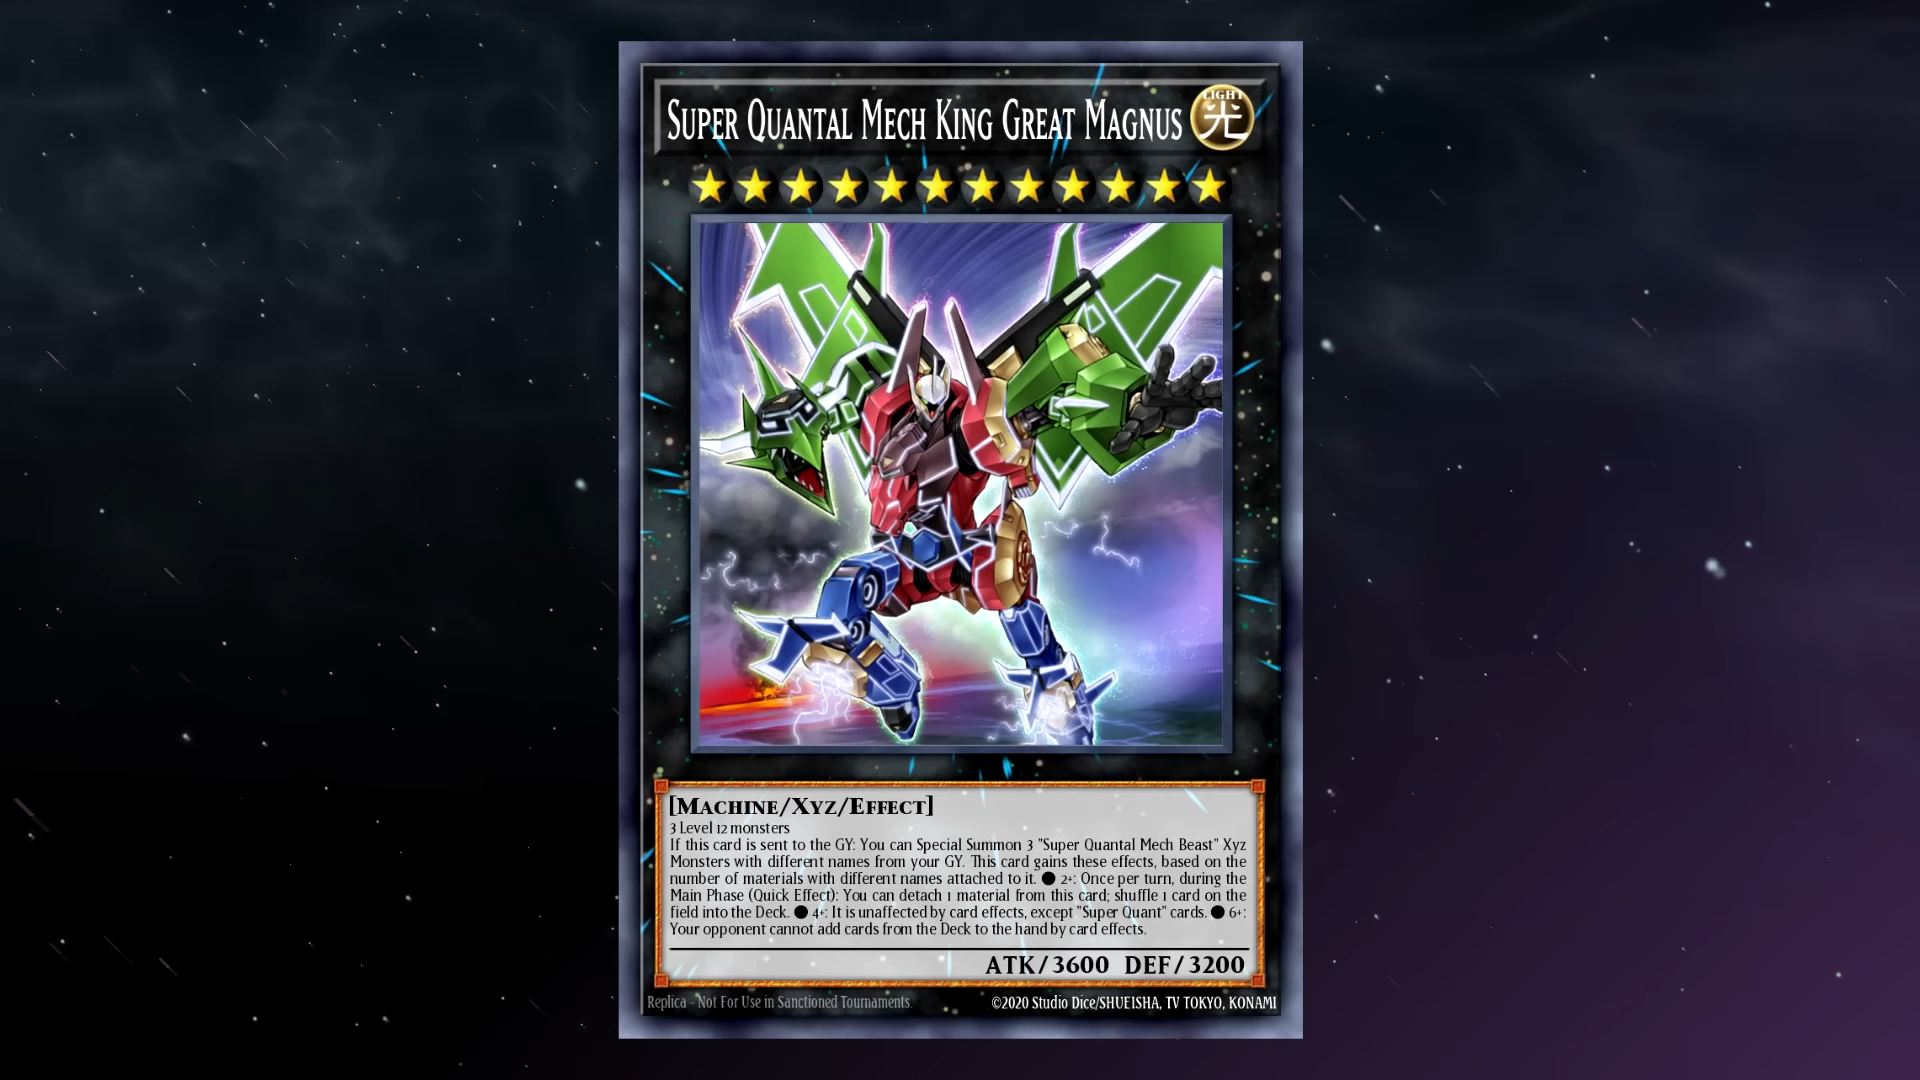 Super Quantal Mech King Great Magnus
LIGHT
光
[Machine/Xyz/Effect]
3 Level 12 monsters
If this card is sent to the GY: You can Special Summon 3 "Super Quantal Mech Beast" Xyz
Monsters with different names from your GY. This card gains these effects, based on the
number of materials with different names attached to it. ● 2+: Once per turn, during the
Main Phase (Quick Effect): You can detach 1 material from this card; shuffle 1 card on the
field into the Deck. ● 4+: It is unaffected by card effects, except "Super Quant" cards. ● 6+:
Your opponent cannot add cards from the Deck to the hand by card effects.
ATK/3600 DEF/3200
Replica - Not For Use in Sanctioned Tournaments.
©2020 Studio Dice/SHUEISHA, TV TOKYO, KONAMI